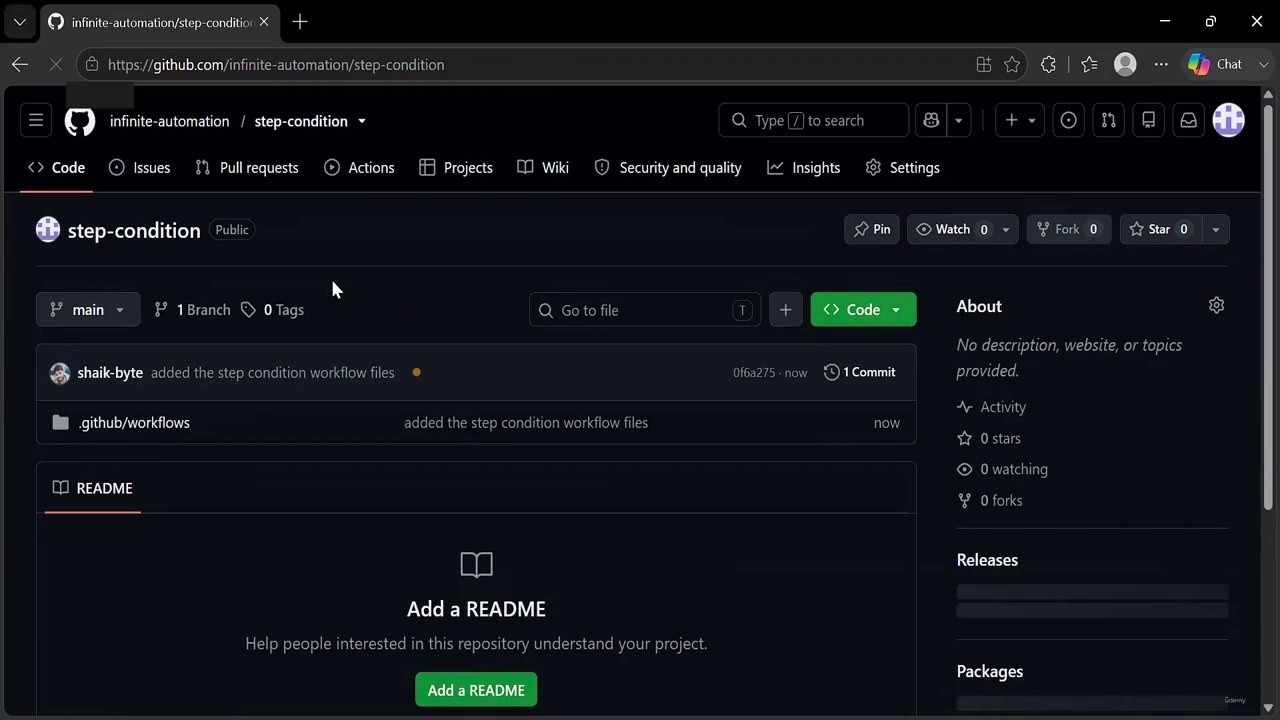 infinite-automation/step-condition
Chat
https://github.com/infinite-automation/step-condition
infinite-automation / step-condition
Type / to search
Code
Issues
Pull requests
Actions
Projects
Wiki
Security and quality
Insights
Settings
step-condition
Public
Pin
Watch 0
Fork 0
Star 0
main
1 Branch
0 Tags
Go to file
T
Code
About
No description, website, or topics
provided.
shaik-byte added the step condition workflow files
0f6a275 · now
1 Commit
.github/workflows
added the step condition workflow files
now
Activity
0 stars
0 watching
0 forks
README
Add a README
Help people interested in this repository understand your project.
Add a README
Releases
Packages
Udemy